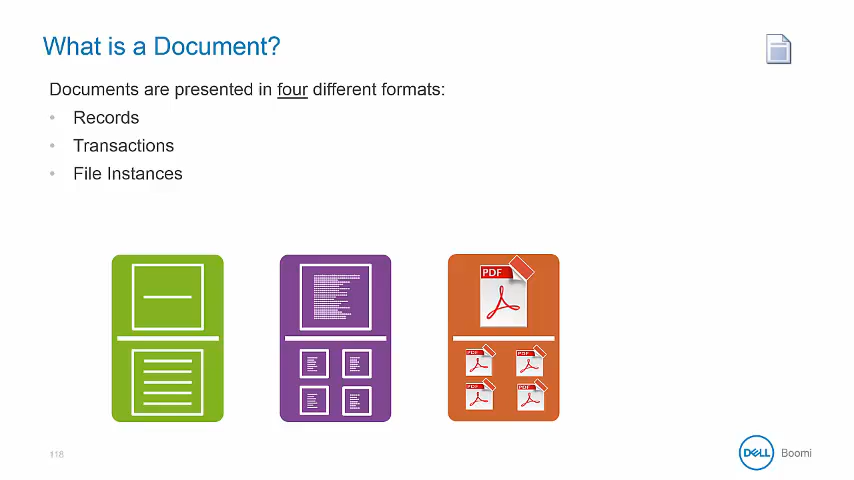 What is a Document?
Documents are presented in four different formats:
• Records
• Transactions
• File Instances
PDF
PDF
PDF
PDF
PDF
118
DELL Boomi